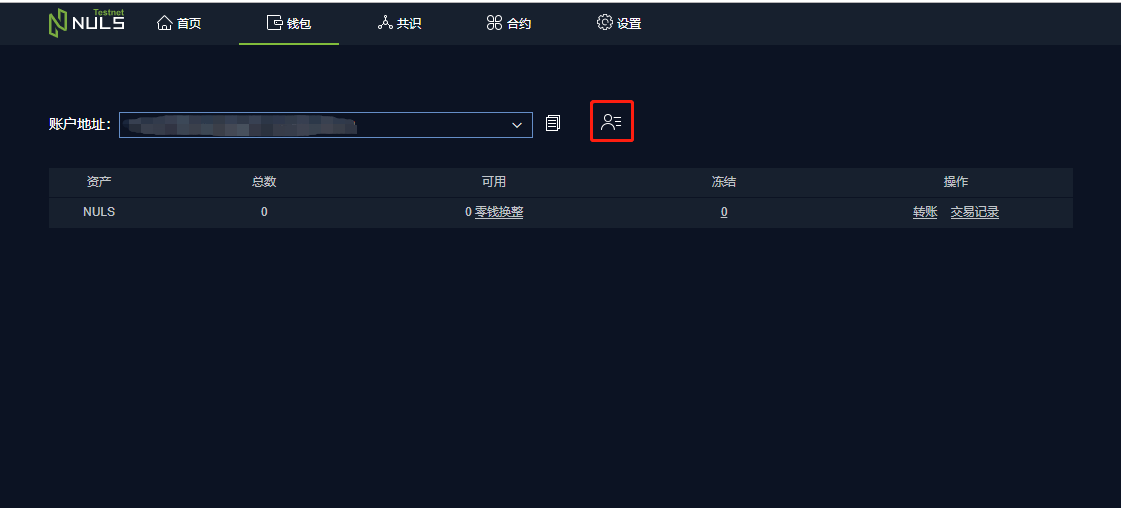 Testnet
NULS 首页 钱包 共识 合约 设置
账户地址:
资产 总数 可用 冻结 操作
NULS 0 0 零钱换整 0 转账 交易记录